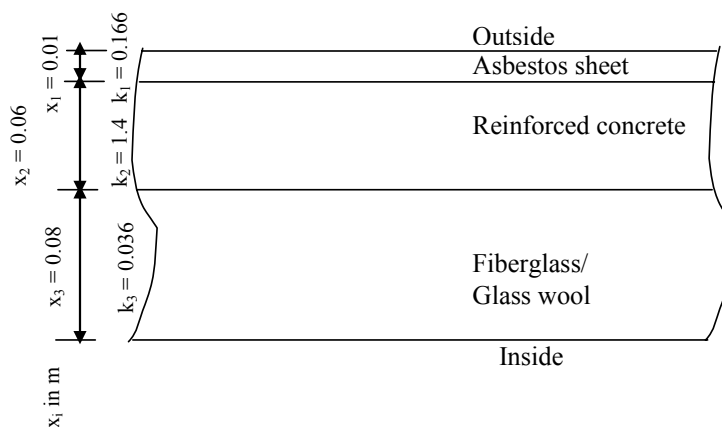 Outside
Asbestos sheet
Reinforced concrete
Fiberglass/
Glass wool
Inside
x₁ = 0.01
k₁ = 0.166
x₂ = 0.06
k₂ = 1.4
x₃ = 0.08
k₃ = 0.036
xᵢ in m